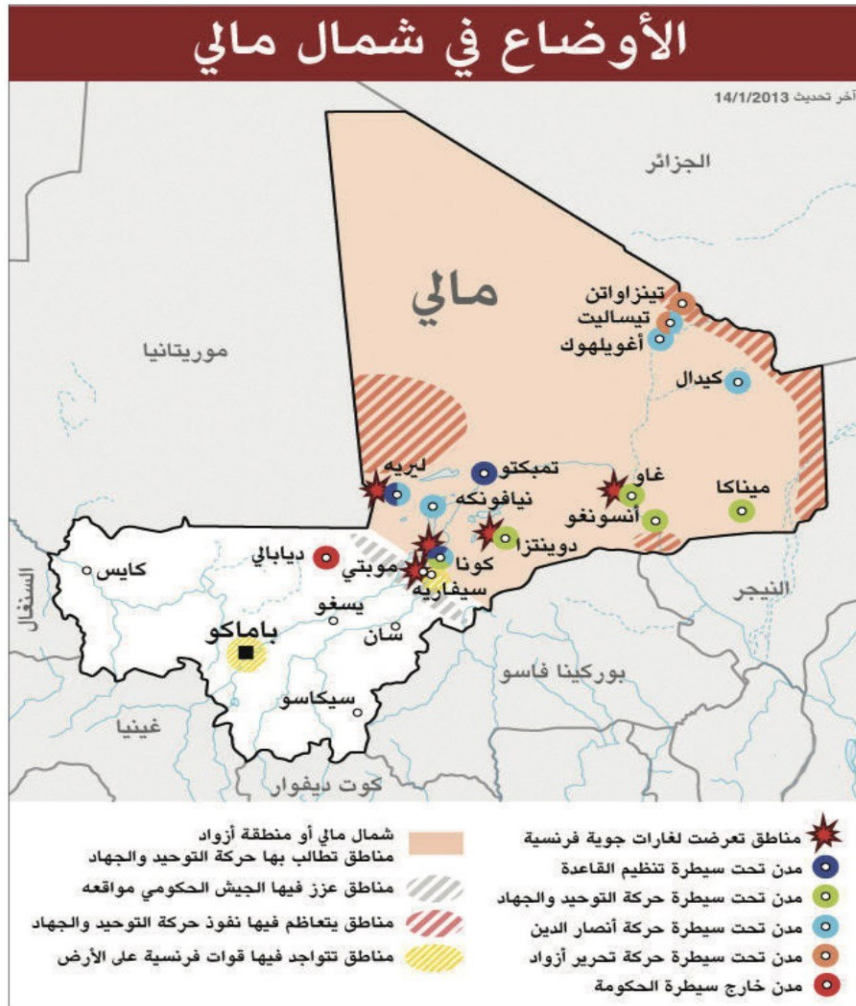 الأوضاع في شمال مالي
آخر تحديث 14/1/2013
الجزائر
مالي
موريتانيا
تينزاواتن
تيساليت
أغويلهوك
كيدال
ليريه
تمبكتو
نيافونكه
غاو
أنسونغو
ميناكا
دوينتزا
كونا
موبتي
سيفاريه
ديابالي
كايس
السنغال
النيجر
يسغو
سان
باماكو
بوركينا فاسو
سيكاسو
غينيا
كوت ديفوار
مناطق تعرضت لغارات جوية فرنسية
مدن تحت سيطرة تنظيم القاعدة
مدن تحت سيطرة حركة التوحيد والجهاد
مدن تحت سيطرة حركة أنصار الدين
مدن تحت سيطرة حركة تحرير أزواد
مدن خارج سيطرة الحكومة
شمال مالي أو منطقة أزواد
مناطق تطالب بها حركة التوحيد والجهاد
مناطق عزز فيها الجيش الحكومي مواقعه
مناطق يتعاظم فيها نفوذ حركة التوحيد والجهاد
مناطق تتواجد فيها قوات فرنسية على الأرض